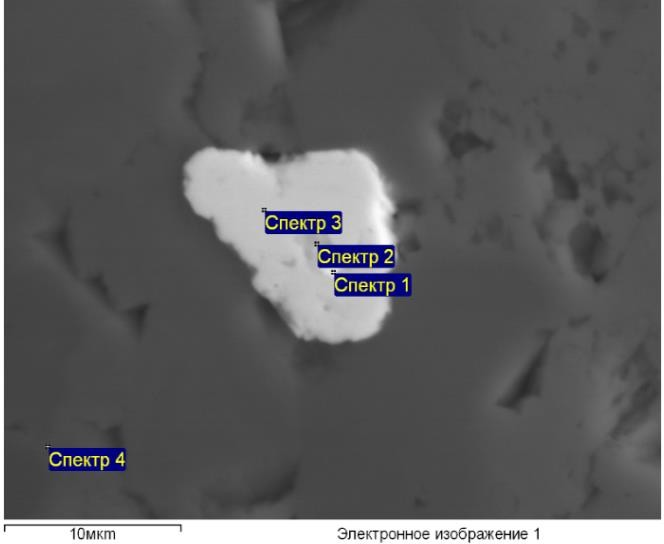 Спектр 3
Спектр 2
Спектр 1
Спектр 4
10мкm
Электронное изображение 1